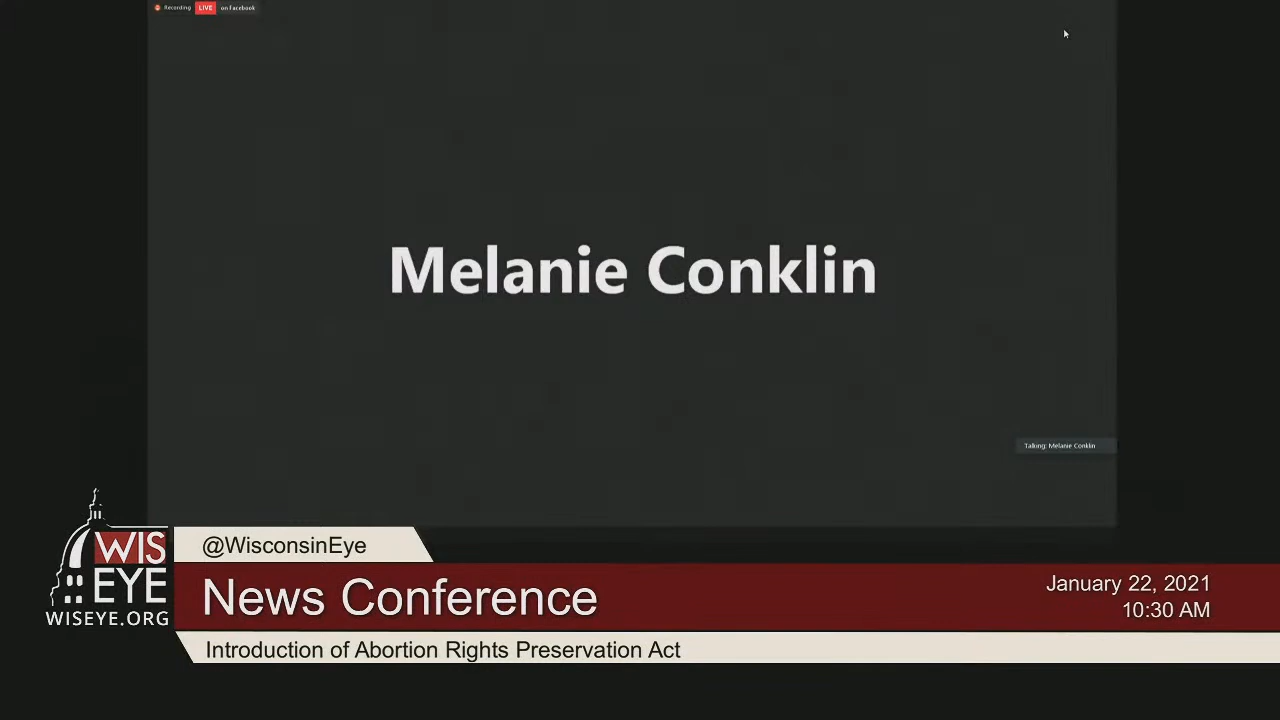 Recording LIVE on Facebook
Melanie Conklin
Talking: Melanie Conklin
WIS
EYE
WISEYE.ORG
@WisconsinEye
News Conference
January 22, 2021
10:30 AM
Introduction of Abortion Rights Preservation Act